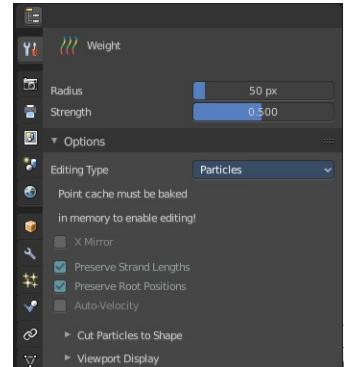 Weight
Radius 50 px
Strength 0.500
Options
Editing Type Particles
Point cache must be baked
in memory to enable editing!
X Mirror
Preserve Strand Lengths
Preserve Root Positions
Auto-Velocity
Cut Particles to Shape
Viewport Display